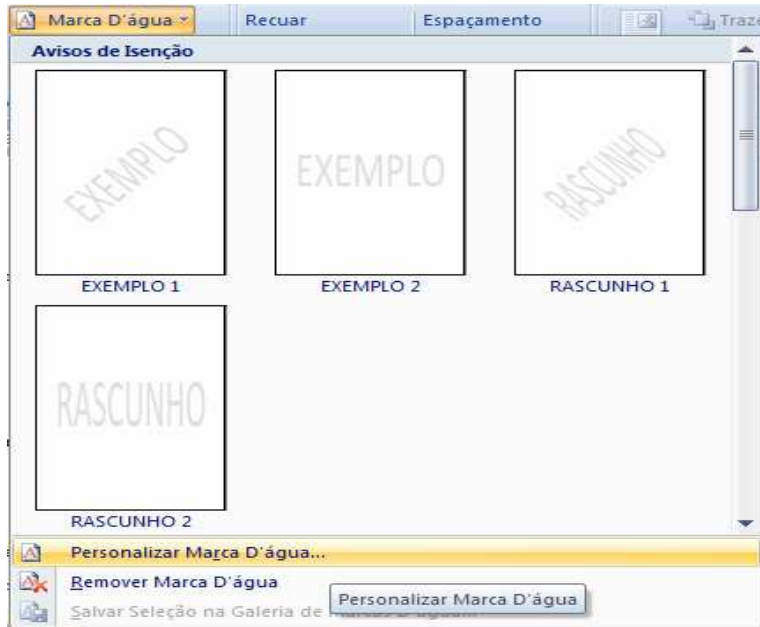 Marca D'água Recuar Espaçamento Traze
Avisos de Isenção
EXEMPLO EXEMPLO RASCUNHO
EXEMPLO 1 EXEMPLO 2 RASCUNHO 1
RASCUNHO
RASCUNHO 2
Personalizar Marca D'água...
Remover Marca D'água
Salvar Seleção na Galeria de
Personalizar Marca D'água